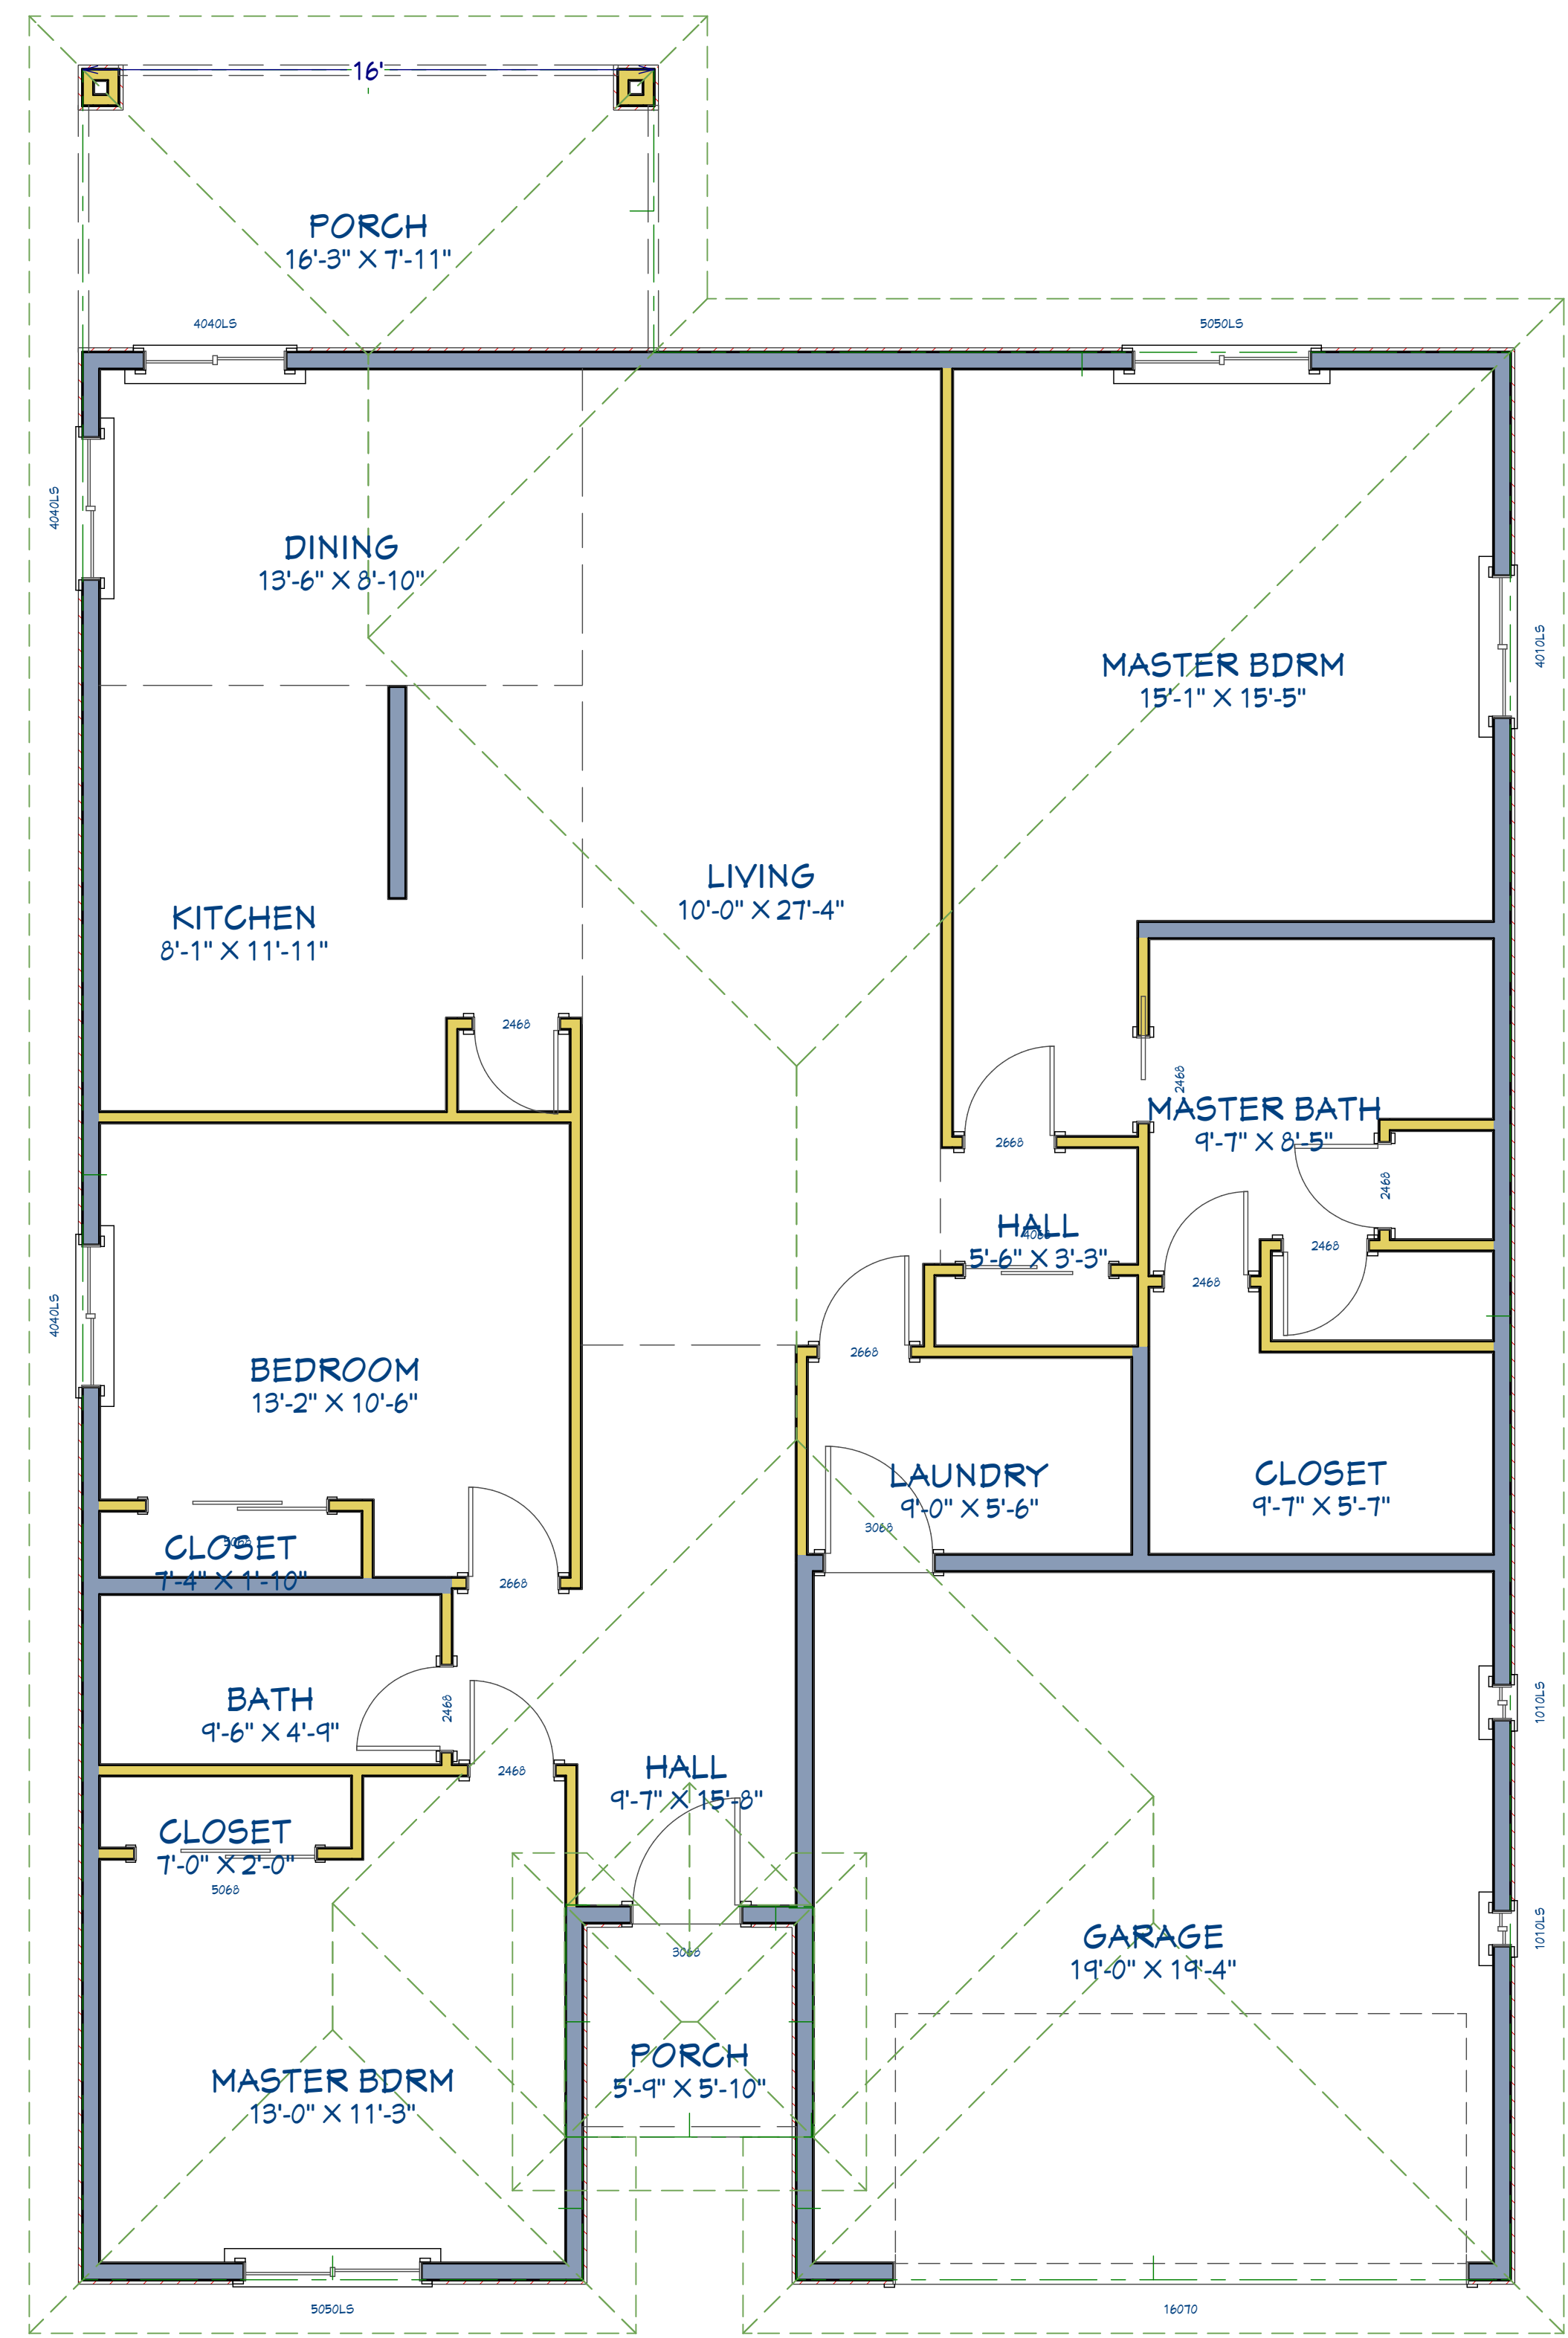 16'
PORCH
16'-3" X 7'-11"
4040LS
5050LS
4040LS
DINING
13'-6" X 8'-10"
4010LS
MASTER BDRM
15'-1" X 15'-5"
LIVING
10'-0" X 27'-4"
KITCHEN
8'-1" X 11'-11"
2468
2468
MASTER BATH
9'-7" X 8'-5"
2668
2468
HALL
4068
5'-6" X 3'-3"
2468
2468
4040LS
2668
BEDROOM
13'-2" X 10'-6"
LAUNDRY
9'-0" X 5'-6"
3068
CLOSET
9'-7" X 5'-7"
5068
CLOSET
7'-4" X 1'-10"
2668
BATH
9'-6" X 4'-9"
2468
2468
1010LS
HALL
9'-7" X 15'-8"
CLOSET
7'-0" X 2'-0"
5068
3068
GARAGE
19'-0" X 19'-4"
1010LS
PORCH
5'-9" X 5'-10"
MASTER BDRM
13'-0" X 11'-3"
5050LS
16070